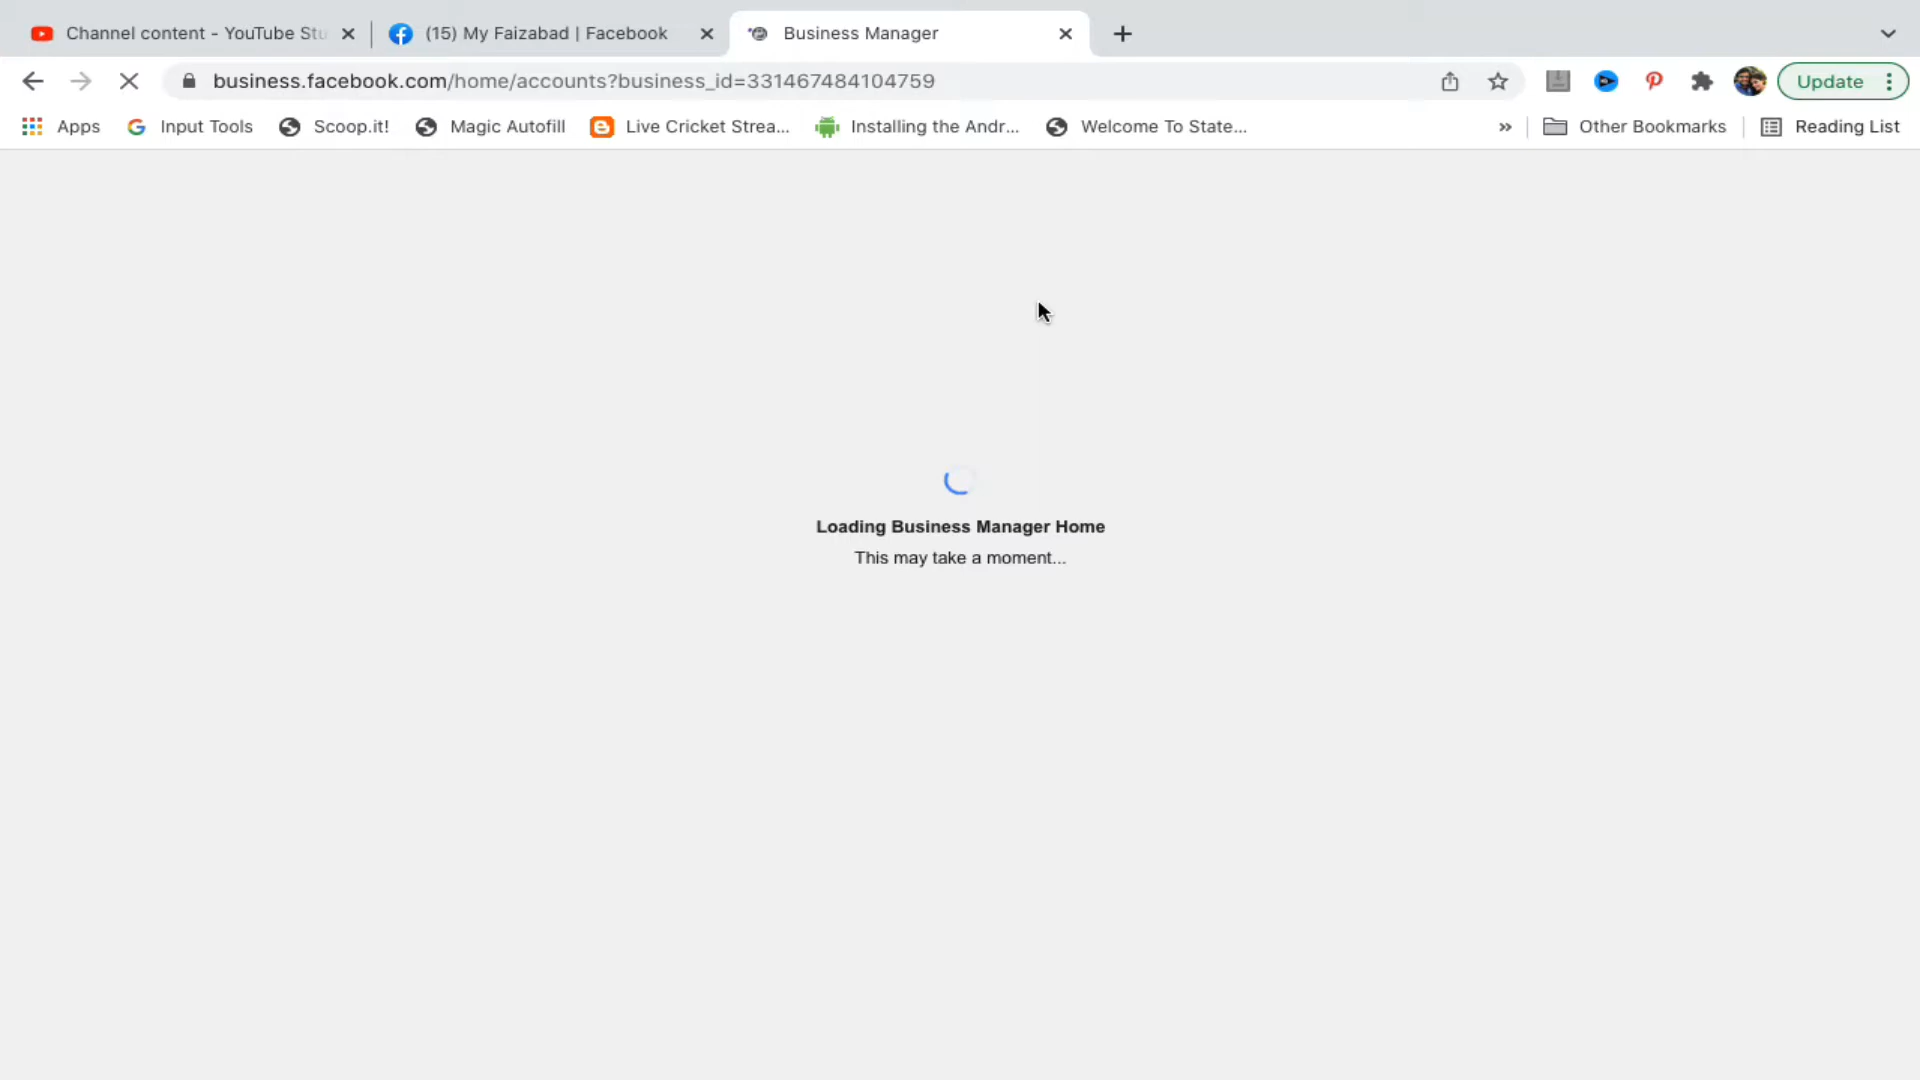 Channel content - YouTube Stu
(15) My Faizabad | Facebook
Business Manager
business.facebook.com/home/accounts?business_id=331467484104759
Update
Apps
Input Tools
Scoop.it!
Magic Autofill
Live Cricket Strea...
Installing the Andr...
Welcome To State...
»
Other Bookmarks
Reading List
Loading Business Manager Home
This may take a moment...